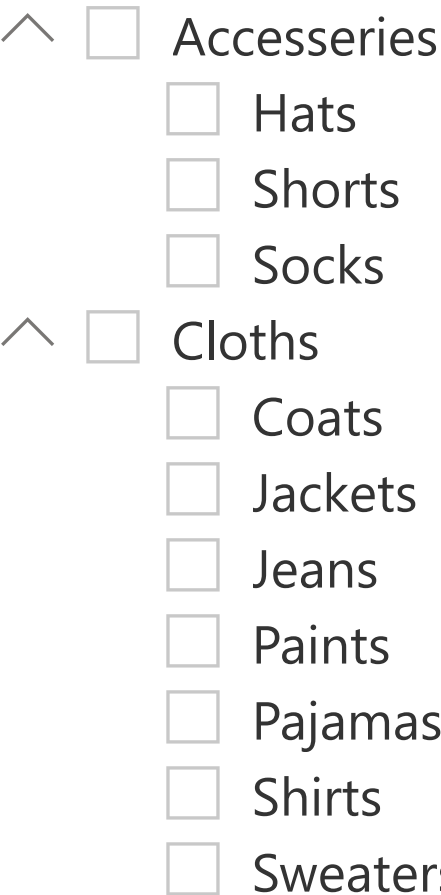 Accesseries
Hats
Shorts
Socks
Cloths
Coats
Jackets
Jeans
Paints
Pajamas
Shirts
Sweaters